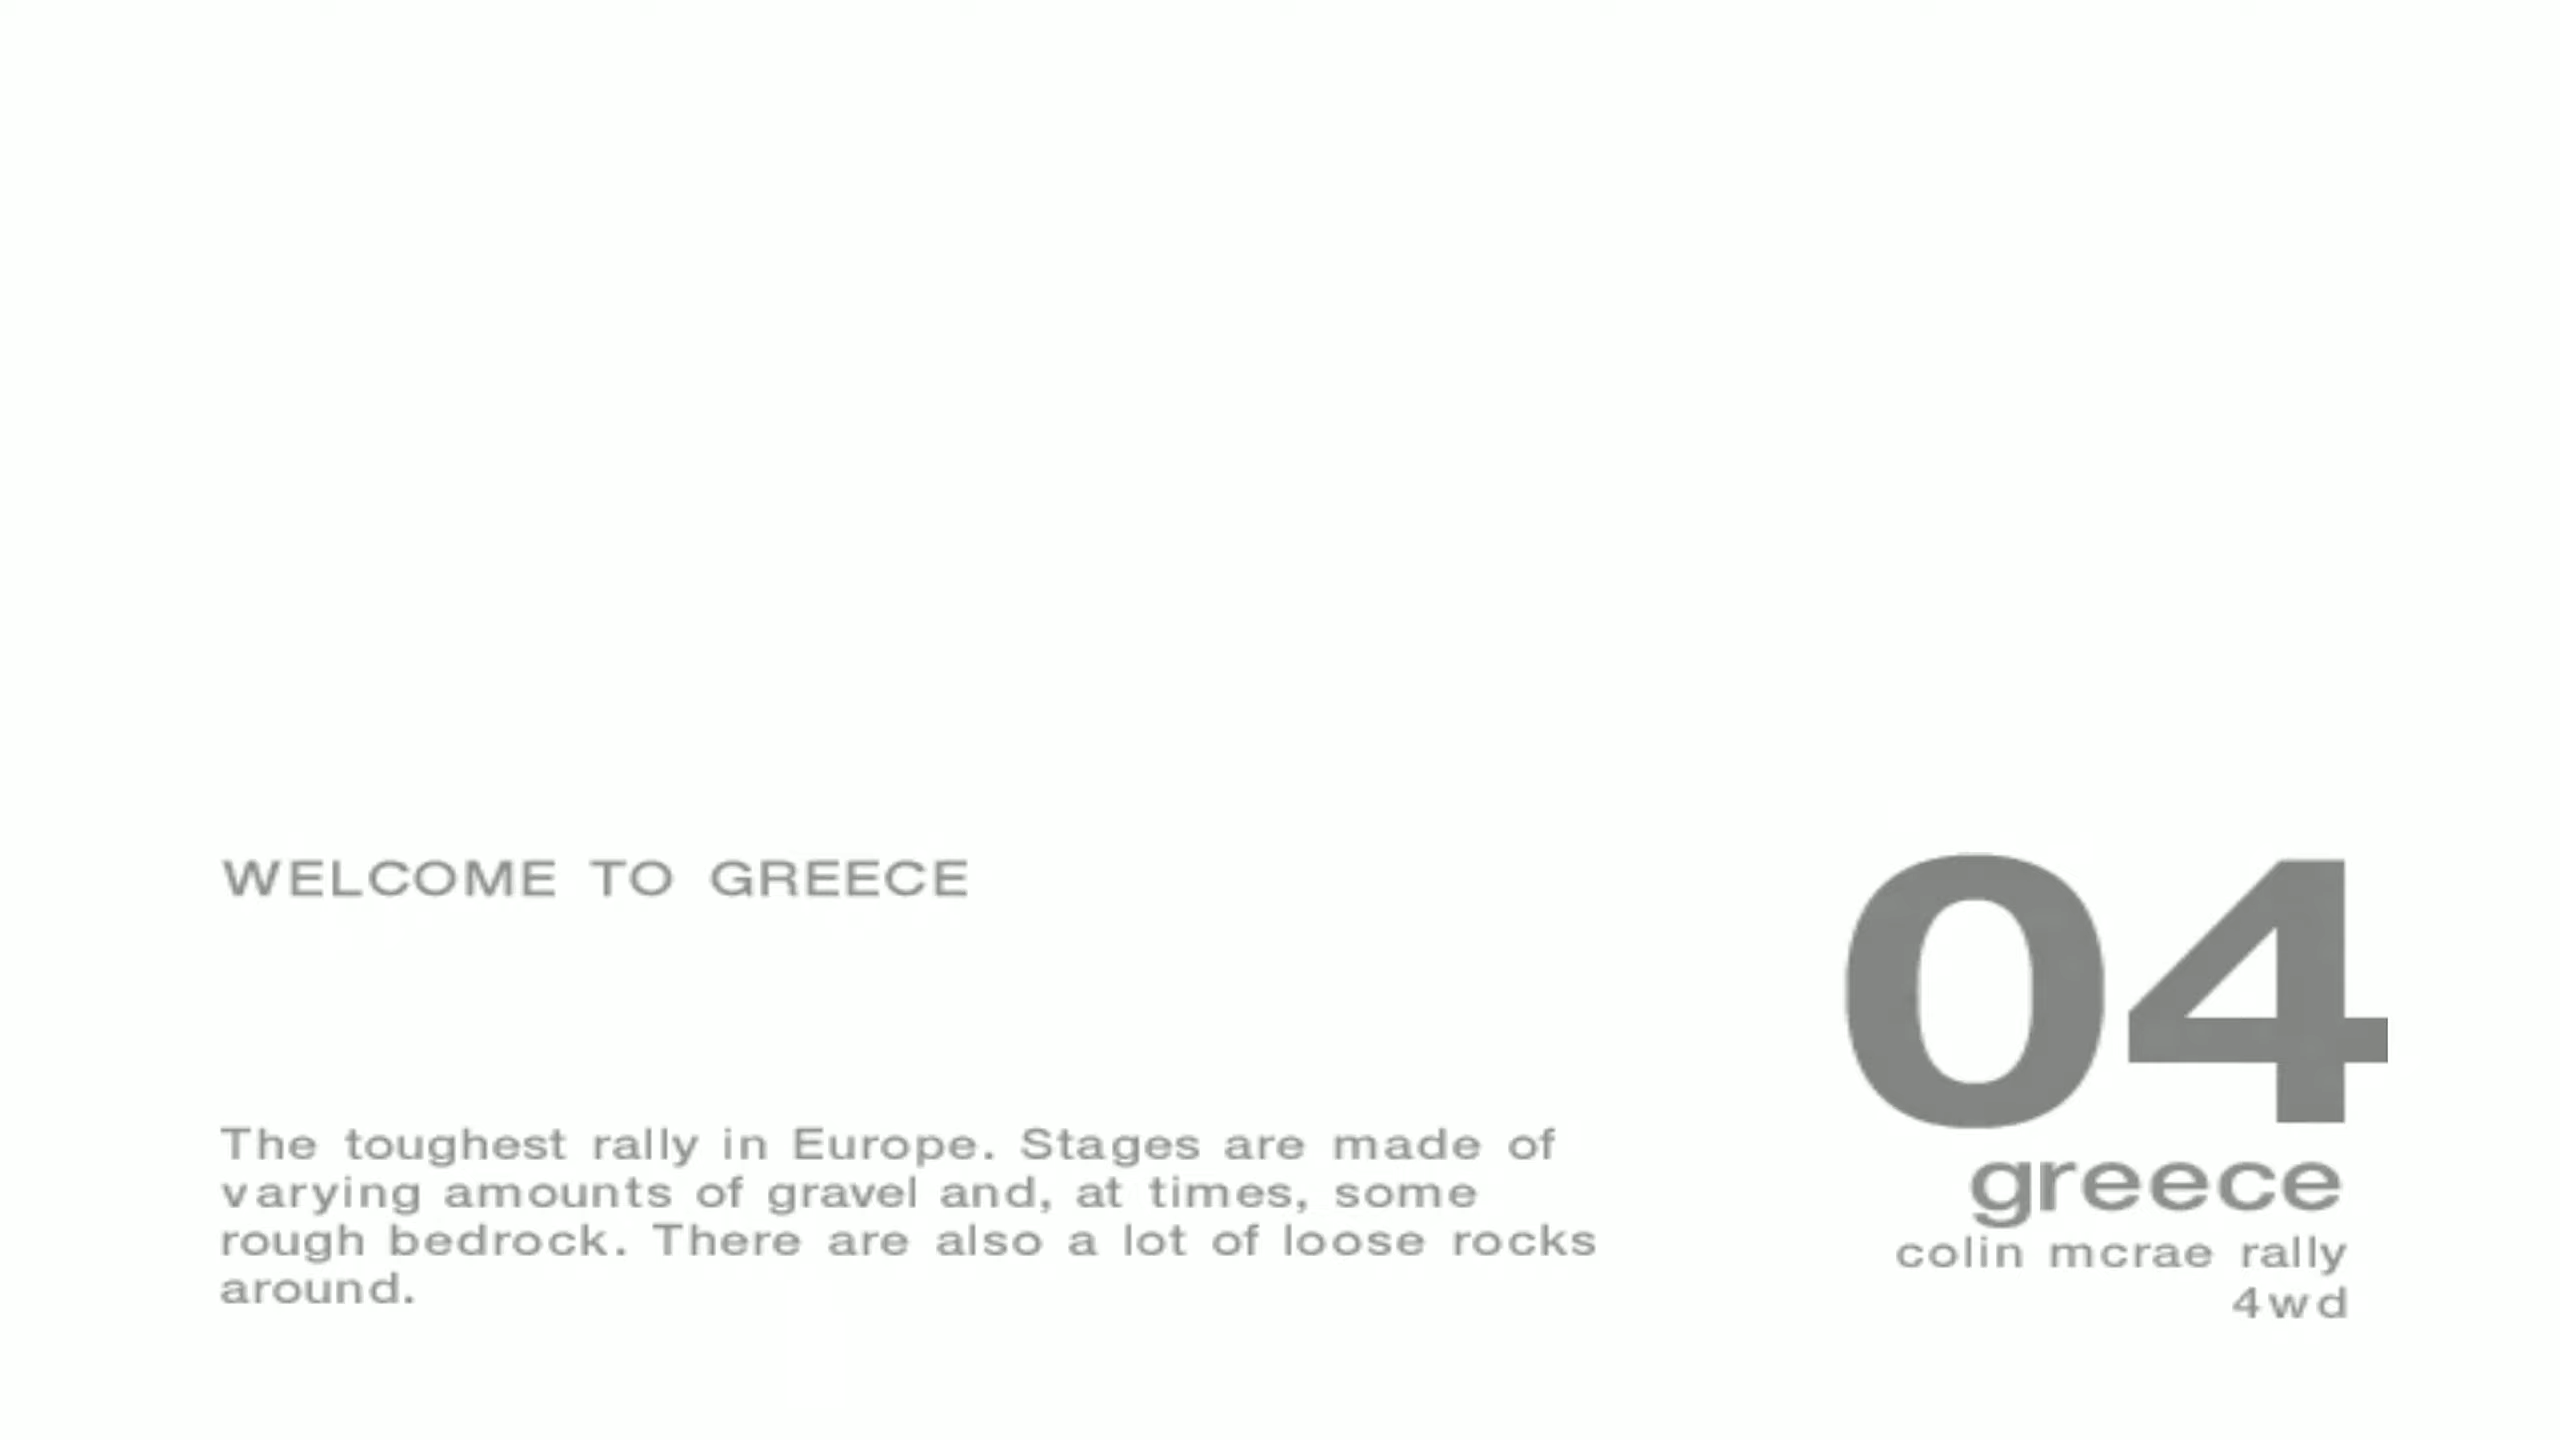 WELCOME TO GREECE
The toughest rally in Europe. Stages are made of
varying amounts of gravel and, at times, some
rough bedrock. There are also a lot of loose rocks
around.
04
greece
colin mcrae rally
4wd